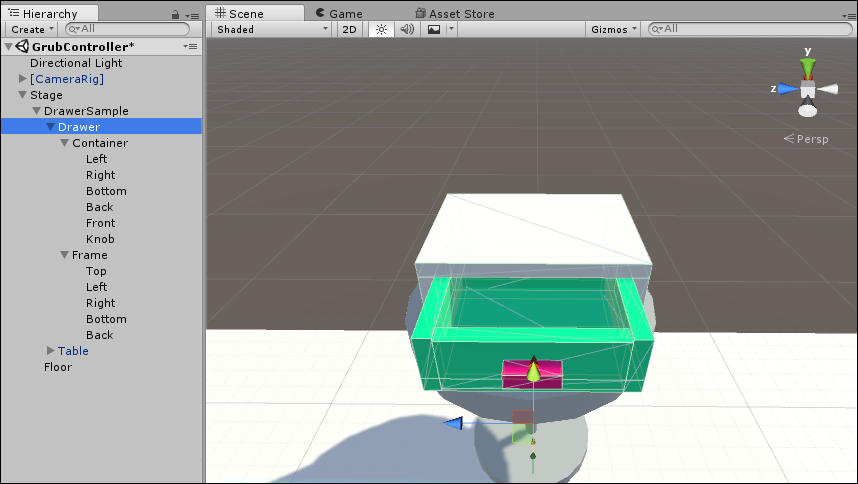 Hierarchy
Create
All
GrubController*
Directional Light
[CameraRig]
Stage
DrawerSample
Drawer
Container
Left
Right
Bottom
Back
Front
Knob
Frame
Top
Left
Right
Bottom
Back
Table
Floor
Scene
Game
Asset Store
Shaded
2D
Gizmos
All
y
z
Persp